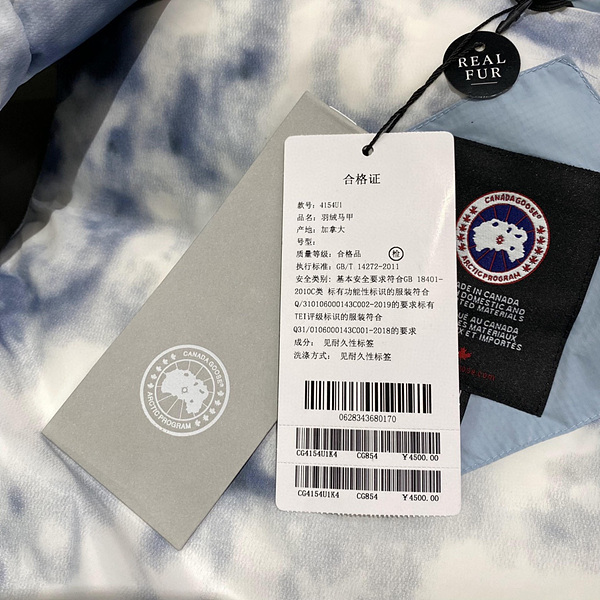 REAL
FUR
合格证
款号: 4154U1
品名: 羽绒马甲
产地: 加拿大
号型:
质量等级: 合格品 检
执行标准: GB/T 14272-2011
安全类别: 基本安全要求符合GB 18401-
2010C类 标有功能性标识的服装符合
Q/310106000143C002-2019的要求标有
TEI评级标识的服装符合
Q31/0106000143C001-2018的要求
成分: 见耐久性标签
洗涤方式: 见耐久性标签
0628343680170
CG4154U1K4 CG854 ￥4500.00
CG4154U1K4 CG854 ￥4500.00
CANADA GOOSE®
ARCTIC PROGRAM
CANADA GOOSE®
ARCTIC PROGRAM
ADE IN CANADA
DOMESTIC AND
TED MATERIALS
QUÉ AU CANADA
ES MATÉRIAUX
X ET IMPORTÉS
.com